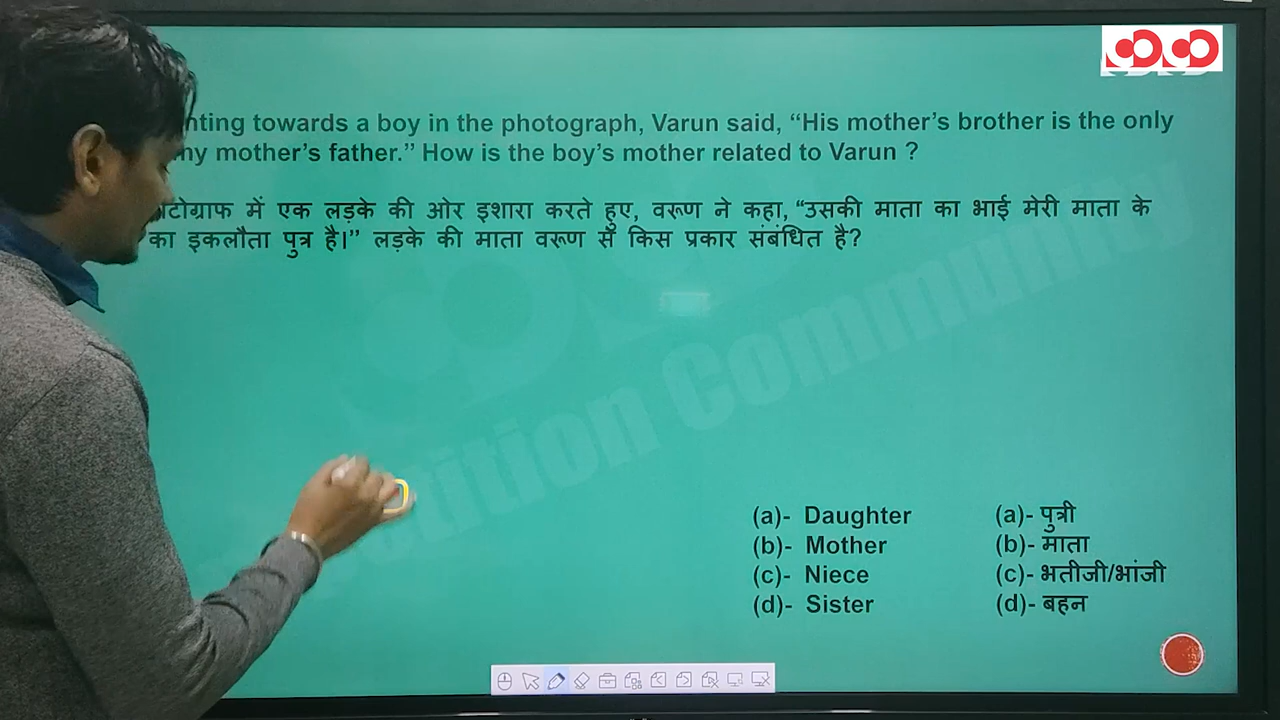 towards a boy in the photograph, Varun said, “His mother’s brother is the only
mother’s father.” How is the boy’s mother related to Varun ?
में एक लड़के की ओर इशारा करते हुए, वरूण ने कहा, “उसकी माता का भाई मेरी माता के
का इकलौता पुत्र है।” लड़के की माता वरूण से किस प्रकार संबंधित है?
Community
(a)- Daughter (a)- पुत्री
(b)- Mother (b)- माता
(c)- Niece (c)- भतीजी/भांजी
(d)- Sister (d)- बहन